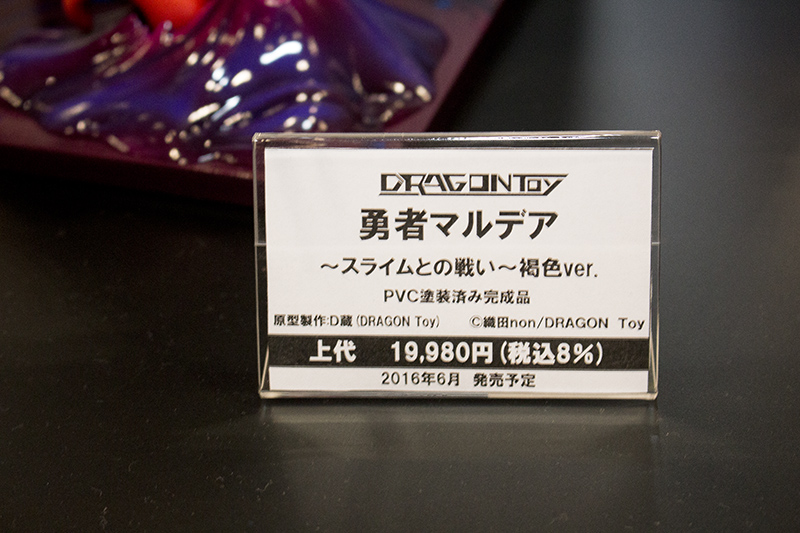 DRAGON Toy
勇者マルデア
～スライムとの戦い～褐色ver.
PVC塗装済み完成品
原型製作:D蔵(DRAGON Toy) ©織田non/DRAGON Toy
上代 19,980円(税込8%)
2016年6月 発売予定